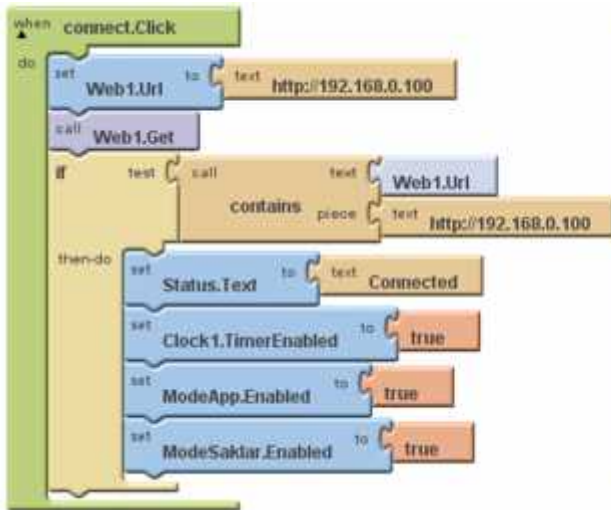 when connect.Click
do
set Web1.Url to text http://192.168.0.100
call Web1.Get
if test call contains text Web1.Url
piece text http://192.168.0.100
then-do
set Status.Text to text Connected
set Clock1.TimerEnabled to true
set ModeApp.Enabled to true
set ModeSaklar.Enabled to true